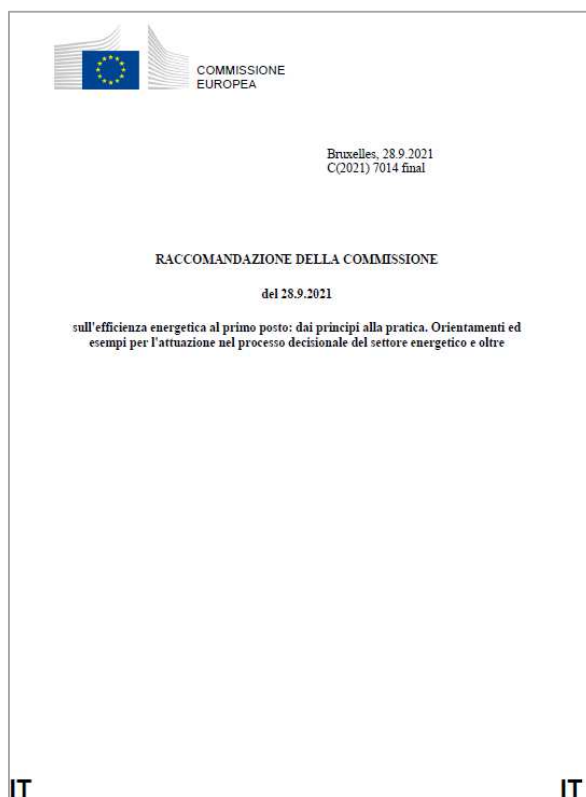 COMMISSIONE
EUROPEA
Bruxelles, 28.9.2021
C(2021) 7014 final
RACCOMANDAZIONE DELLA COMMISSIONE
del 28.9.2021
sull'efficienza energetica al primo posto: dai principi alla pratica. Orientamenti ed
esempi per l'attuazione nel processo decisionale del settore energetico e oltre
IT IT